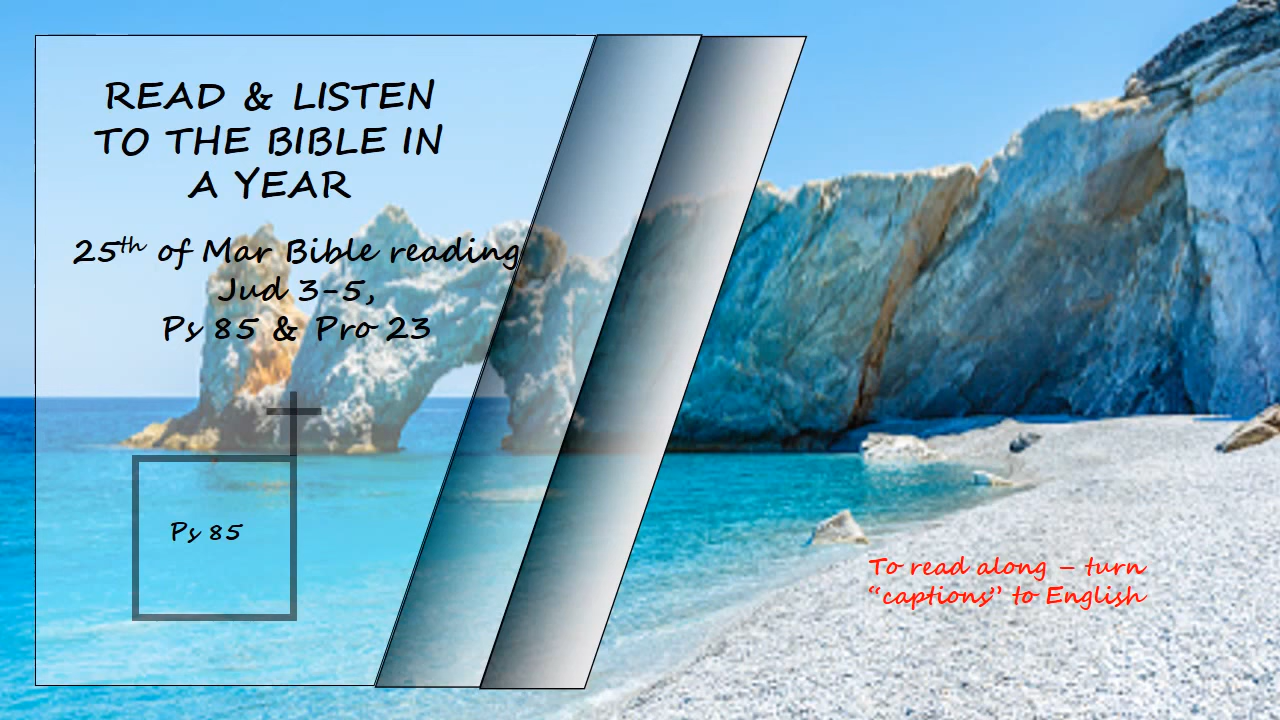 READ & LISTEN
TO THE BIBLE IN
A YEAR
25th of Mar Bible reading
Jud 3-5,
Ps 85 & Pro 23
Ps 85
To read along – turn
“captions” to English